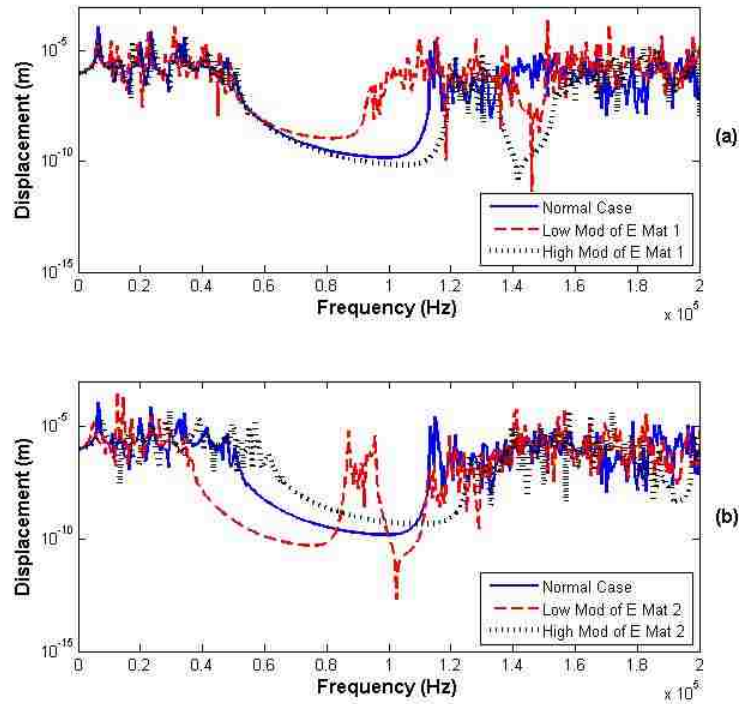 10^-5
10^-10
10^-15
Displacement (m)
0 0.2 0.4 0.6 0.8 1 1.2 1.4 1.6 1.8 2
Frequency (Hz)
x 10^5
(a)
Normal Case
Low Mod of E Mat 1
High Mod of E Mat 1
10^-5
10^-10
10^-15
Displacement (m)
0 0.2 0.4 0.6 0.8 1 1.2 1.4 1.6 1.8 2
Frequency (Hz)
x 10^5
(b)
Normal Case
Low Mod of E Mat 2
High Mod of E Mat 2